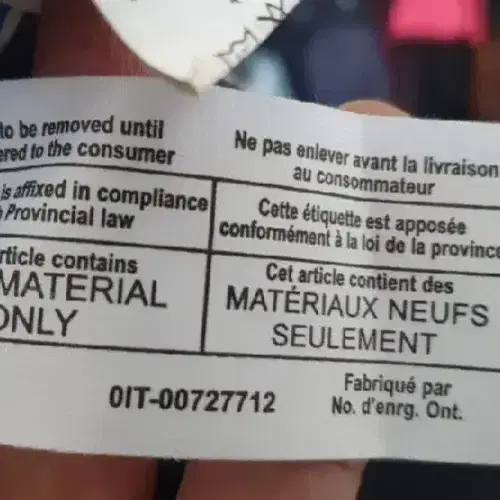 to be removed until
ered to the consumer
Ne pas enlever avant la livraison
au consommateur
is affixed in compliance
Provincial law
Cette étiquette est apposée
conformément à la loi de la province
rticle contains
MATERIAL
ONLY
Cet article contient des
MATÉRIAUX NEUFS
SEULEMENT
0IT-00727712
Fabriqué par
No. d'enrg. Ont.